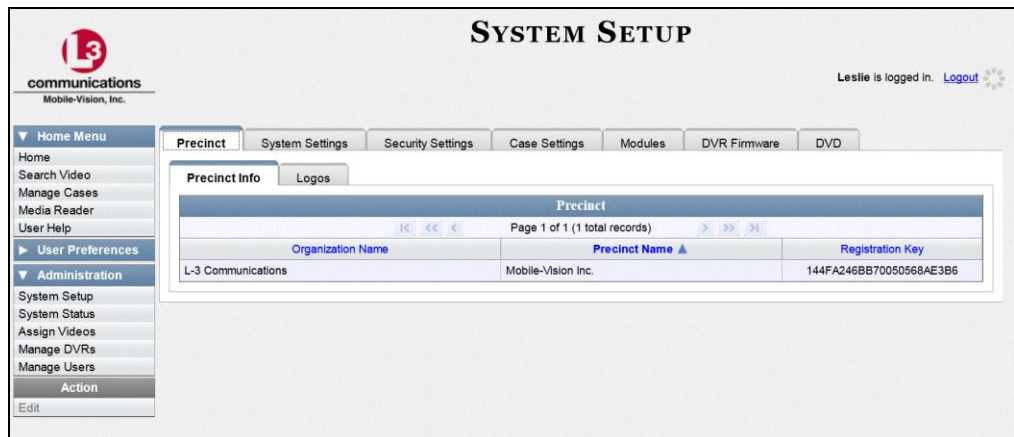 SYSTEM SETUP
L3
communications
Mobile-Vision, Inc.
Leslie is logged in. Logout
Home Menu
Home
Search Video
Manage Cases
Media Reader
User Help
User Preferences
Administration
System Setup
System Status
Assign Videos
Manage DVRs
Manage Users
Action
Edit
Precinct System Settings Security Settings Case Settings Modules DVR Firmware DVD
Precinct Info Logos
Precinct
Page 1 of 1 (1 total records)
Organization Name Precinct Name Registration Key
L-3 Communications Mobile-Vision Inc. 144FA246BB70050568AE3B6